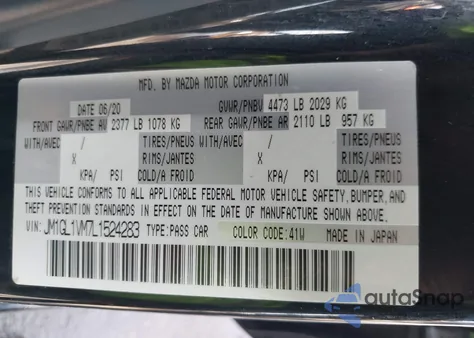 MFD. BY MAZDA MOTOR CORPORATION
DATE 06/20 GVWR/PNBV 4473 LB 2029 KG
FRONT GAWR/PNBE AV 2377 LB 1078 KG REAR GAWR/PNBE AR 2110 LB 957 KG
WITH/AVEC TIRES/PNEUS WITH/AVEC TIRES/PNEUS
X RIMS/JANTES X RIMS/JANTES
KPA/ PSI COLD/A FROID KPA/ PSI COLD/A FROID
THIS VEHICLE CONFORMS TO ALL APPLICABLE FEDERAL MOTOR VEHICLE SAFETY, BUMPER, AND
THEFT PREVENTION STANDARDS IN EFFECT ON THE DATE OF MANUFACTURE SHOWN ABOVE.
VIN: JM1GL1VM7L1524283 TYPE: PASS CAR COLOR CODE: 41W MADE IN JAPAN
autaSnap